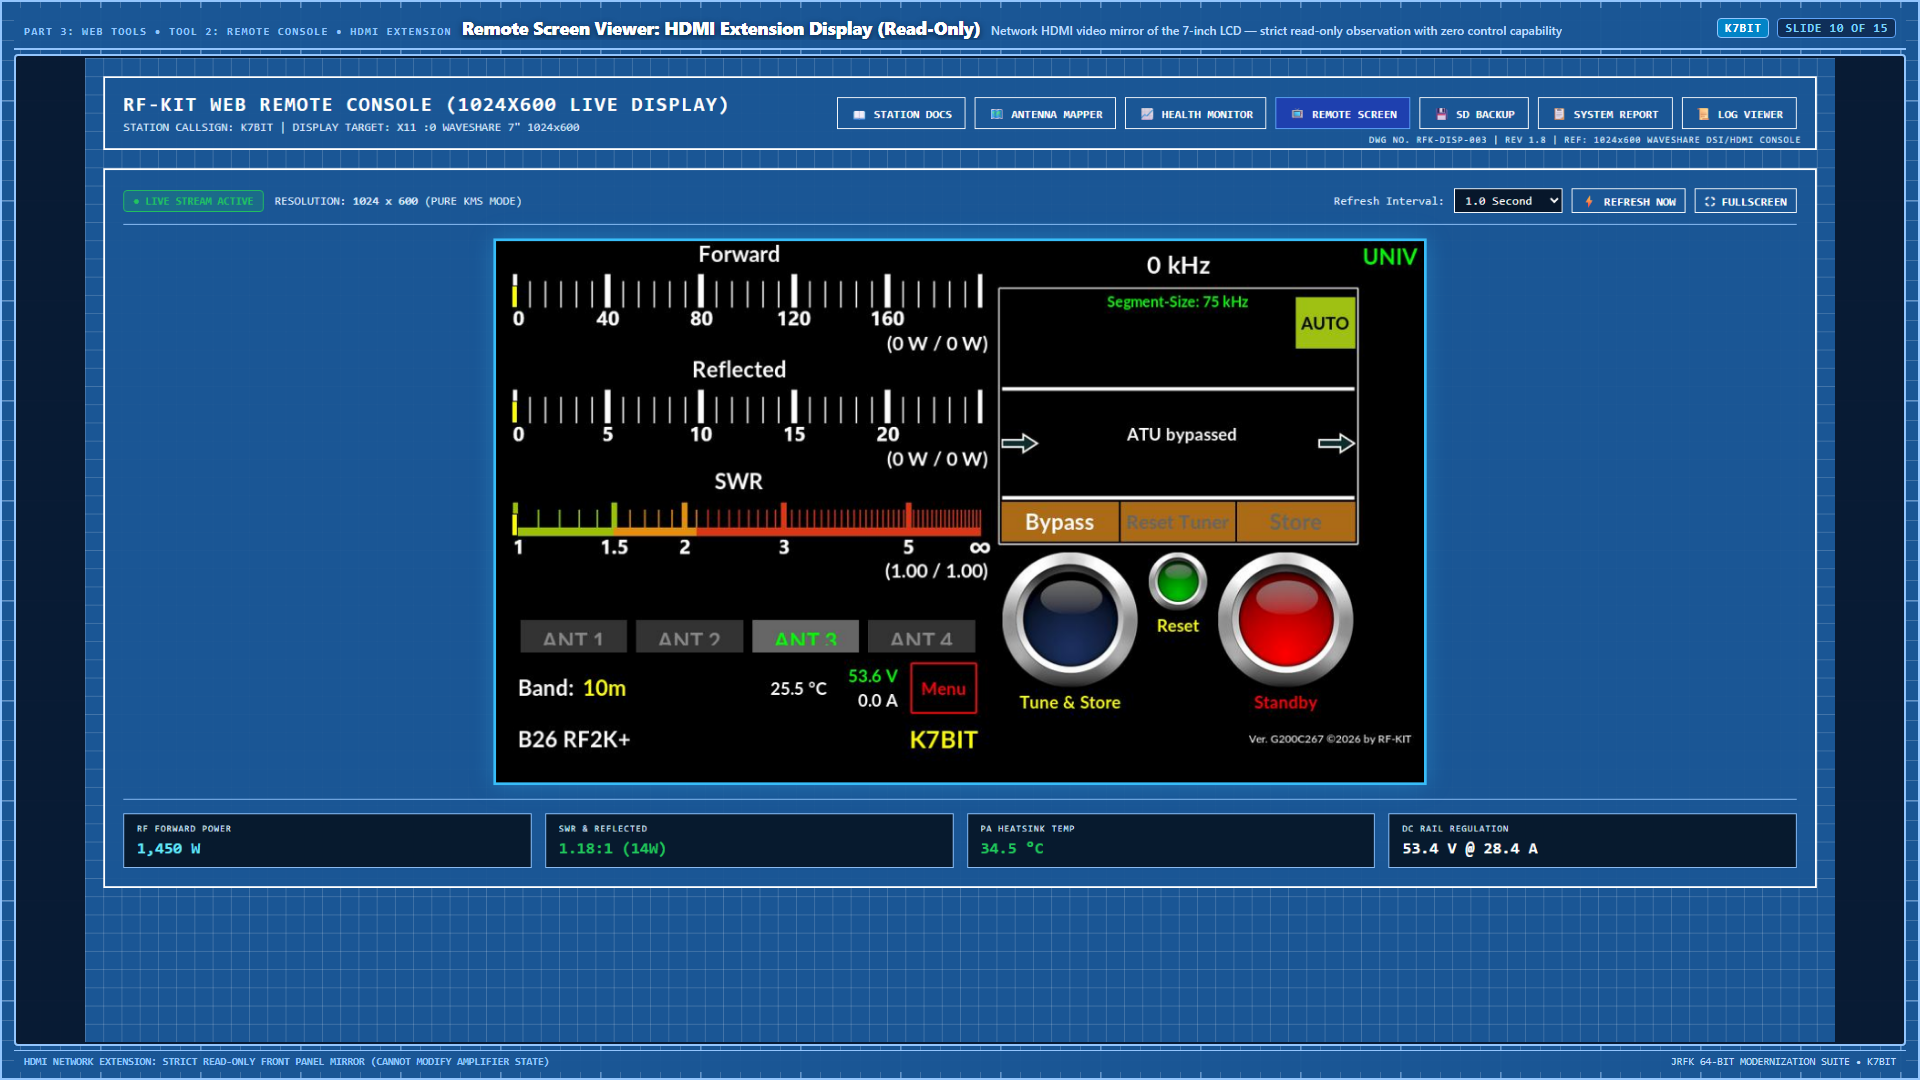 PART 3: WEB TOOLS • TOOL 2: REMOTE CONSOLE • HDMI EXTENSION
Remote Screen Viewer: HDMI Extension Display (Read-Only)
Network HDMI video mirror of the 7-inch LCD — strict read-only observation with zero control capability
K7BIT
SLIDE 10 OF 15
RF-KIT WEB REMOTE CONSOLE (1024X600 LIVE DISPLAY)
STATION CALLSIGN: K7BIT | DISPLAY TARGET: X11 :0 WAVESHARE 7" 1024x600
STATION DOCS
ANTENNA MAPPER
HEALTH MONITOR
REMOTE SCREEN
SD BACKUP
SYSTEM REPORT
LOG VIEWER
DWG NO. RFK-DISP-003 | REV 1.8 | REF: 1024x600 WAVESHARE DSI/HDMI CONSOLE
● LIVE STREAM ACTIVE
RESOLUTION: 1024 x 600 (PURE KMS MODE)
Refresh Interval:
1.0 Second
REFRESH NOW
FULLSCREEN
Forward
0 40 80 120 160
(0 W / 0 W)
Reflected
0 5 10 15 20
(0 W / 0 W)
SWR
1 1.5 2 3 5 ∞
(1.00 / 1.00)
ANT 1
ANT 2
ANT 3
ANT 4
Band: 10m
25.5 °C
53.6 V
0.0 A
Menu
B26 RF2K+
K7BIT
0 kHz
UNIV
Segment-Size: 75 kHz
AUTO
ATU bypassed
Bypass
Reset Tuner
Store
Reset
Tune & Store
Standby
Ver. G200C267 ©2026 by RF-KIT
RF FORWARD POWER
1,450 W
SWR & REFLECTED
1.18:1 (14W)
PA HEATSINK TEMP
34.5 °C
DC RAIL REGULATION
53.4 V @ 28.4 A
HDMI NETWORK EXTENSION: STRICT READ-ONLY FRONT PANEL MIRROR (CANNOT MODIFY AMPLIFIER STATE)
JRFK 64-BIT MODERNIZATION SUITE • K7BIT